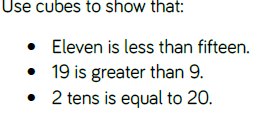 Use cubes to show that:
• Eleven is less than fifteen.
• 19 is greater than 9.
• 2 tens is equal to 20.